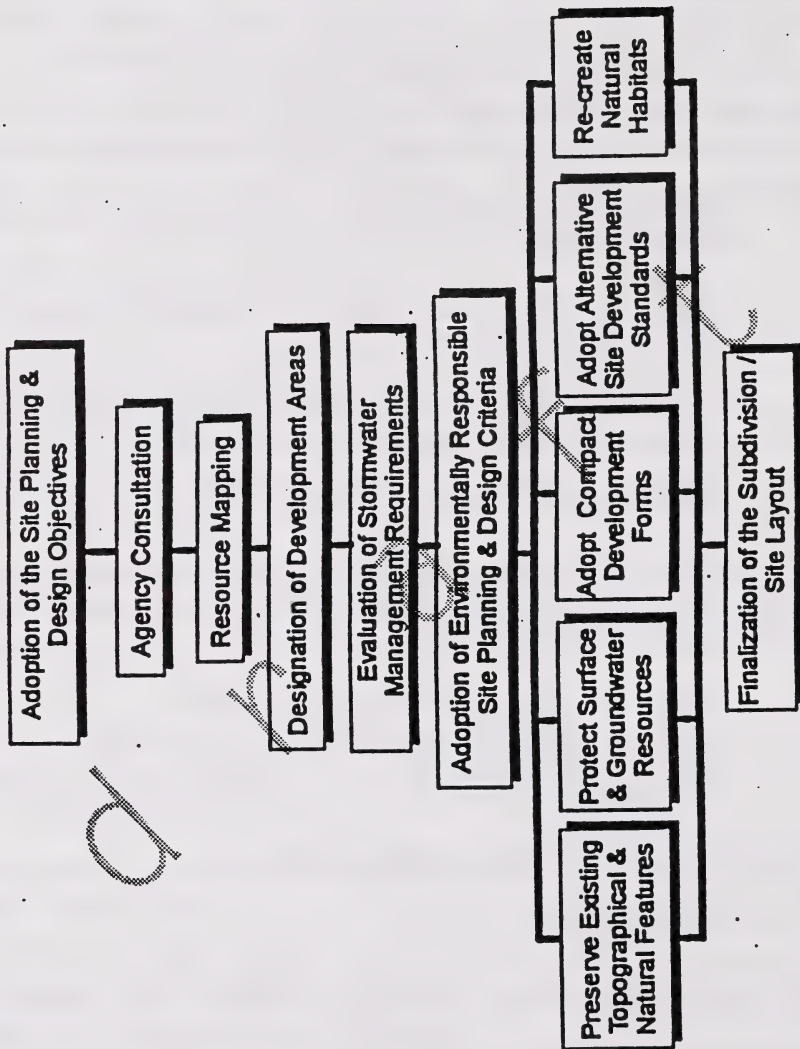 Adoption of the Site Planning &
Design Objectives
Agency Consultation
Resource Mapping
Designation of Development Areas
Evaluation of Stormwater
Management Requirements
Adoption of Environmentally Responsible
Site Planning & Design Criteria
Preserve Existing
Topographical &
Natural Features
Protect Surface
& Groundwater
Resources
Adopt Compact
Development
Forms
Adopt Alternative
Site Development
Standards
Re-create
Natural
Habitats
Finalization of the Subdivision /
Site Layout